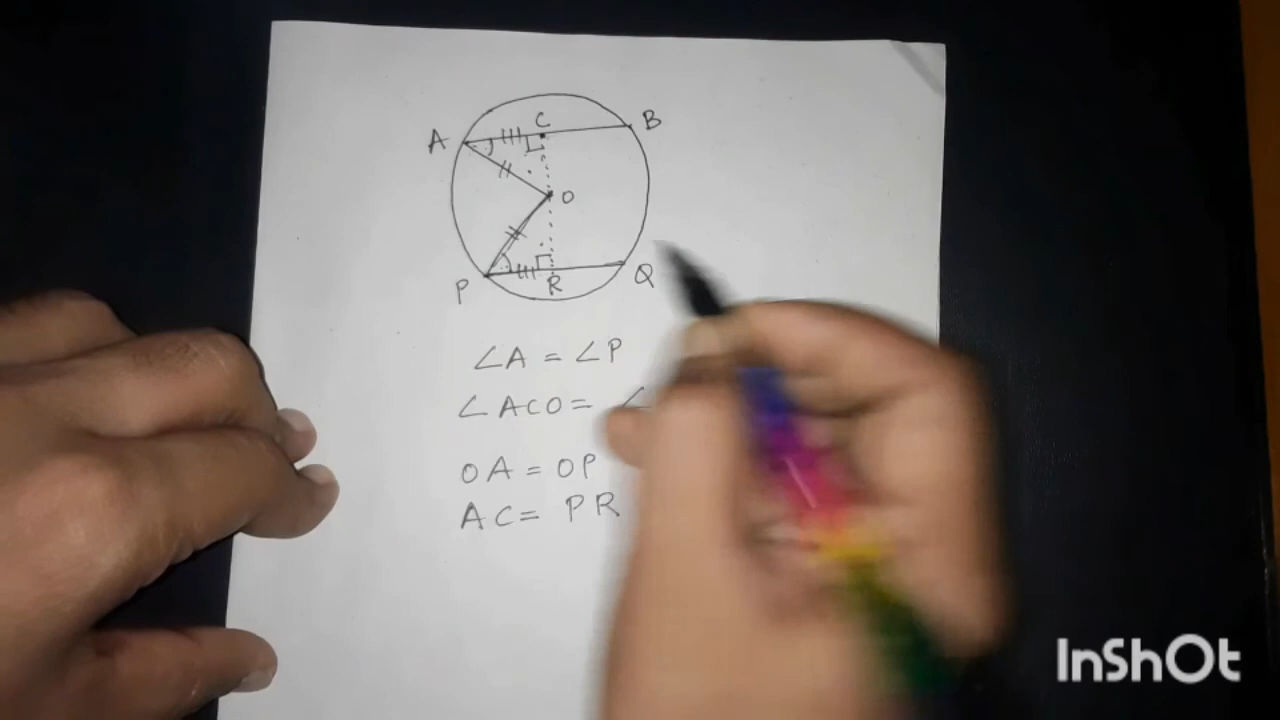 A
C
B
O
P
R
Q
∠A = ∠P
∠ACO = ∠
OA = OP
AC = PR
InShOt